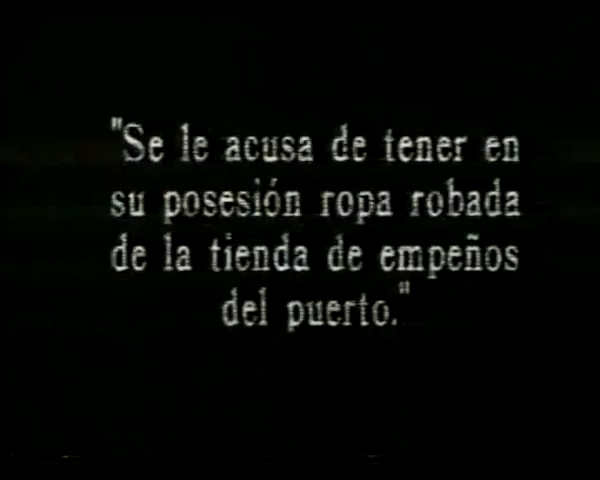 "Se le acusa de tener en
su posesión ropa robada
de la tienda de empeños
del puerto."